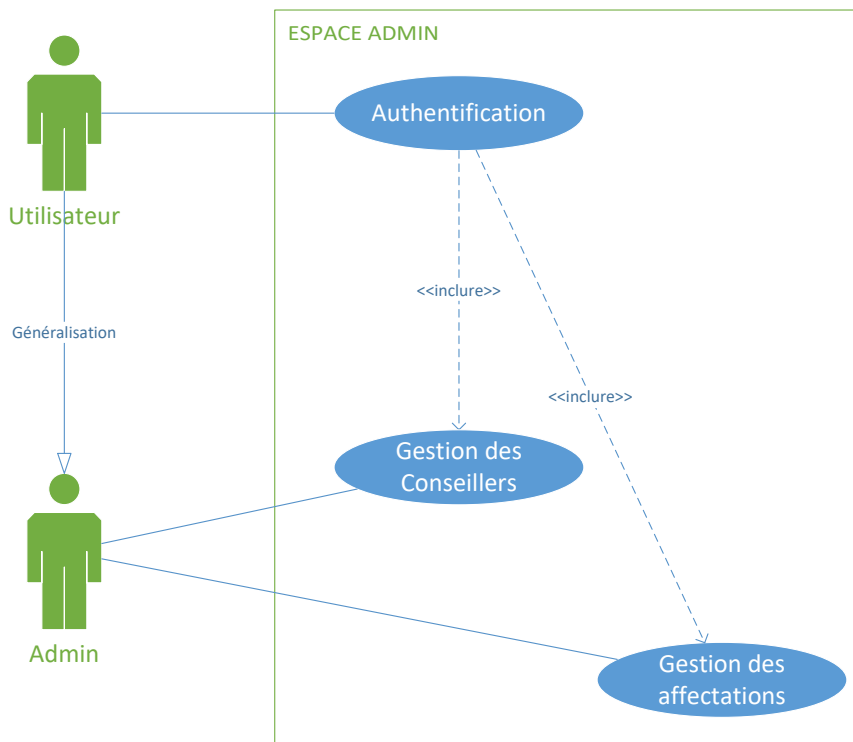 ESPACE ADMIN
Authentification
Utilisateur
<<inclure>>
Généralisation
<<inclure>>
Gestion des
Conseillers
Admin
Gestion des
affectations